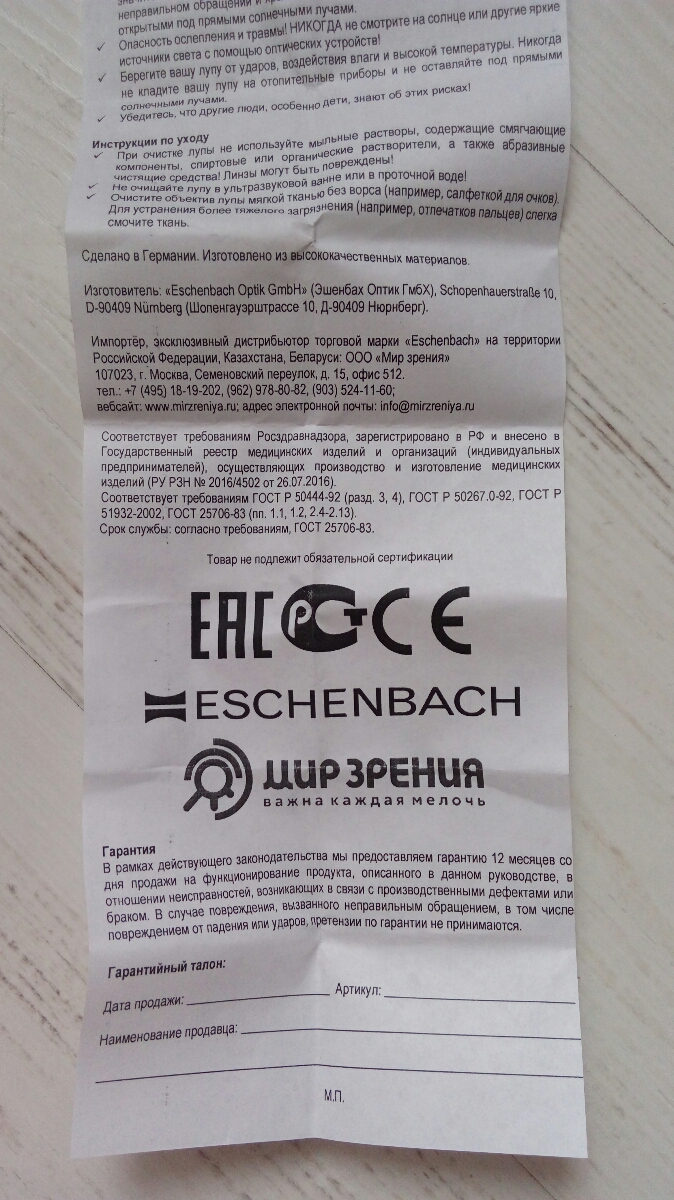 неправильном обращении и
открытыми под прямыми солнечными лучами.
✓ Опасность ослепления и травмы! НИКОГДА не смотрите на солнце или другие яркие
источники света с помощью оптических устройств!
✓ Берегите вашу лупу от ударов, воздействия влаги и высокой температуры. Никогда
не кладите вашу лупу на отопительные приборы и не оставляйте под прямыми
солнечными лучами.
✓ Убедитесь, что другие люди, особенно дети, знают об этих рисках!
Инструкции по уходу
✓ При очистке лупы не используйте мыльные растворы, содержащие смягчающие
компоненты, спиртовые или органические растворители, а также абразивные
чистящие средства! Линзы могут быть повреждены!
✓ Не очищайте лупу в ультразвуковой ванне или в проточной воде!
✓ Очистите объектив лупы мягкой тканью без ворса (например, салфеткой для очков).
Для устранения более тяжелого загрязнения (например, отпечатков пальцев) слегка
смочите ткань.
Сделано в Германии. Изготовлено из высококачественных материалов.
Изготовитель: «Eschenbach Optik GmbH» (Эшенбах Оптик ГмбХ), Schopenhauerstraße 10,
D-90409 Nürnberg (Шопенгауэрштрассе 10, Д-90409 Нюрнберг).
Импортёр, эксклюзивный дистрибьютор торговой марки «Eschenbach» на территории
Российской Федерации, Казахстана, Беларуси: ООО «Мир зрения»
107023, г. Москва, Семеновский переулок, д. 15, офис 512.
тел.: +7 (495) 18-19-202, (962) 978-80-82, (903) 524-11-60;
вебсайт: www.mirzreniya.ru; адрес электронной почты: info@mirzreniya.ru
Соответствует требованиям Росздравнадзора, зарегистрировано в РФ и внесено в
Государственный реестр медицинских изделий и организаций (индивидуальных
предпринимателей), осуществляющих производство и изготовление медицинских
изделий (РУ РЗН № 2016/4502 от 26.07.2016).
Соответствует требованиям ГОСТ Р 50444-92 (разд. 3, 4), ГОСТ Р 50267.0-92, ГОСТ Р
51932-2002, ГОСТ 25706-83 (пп. 1.1, 1.2, 2.4-2.13).
Срок службы: согласно требованиям, ГОСТ 25706-83.
Товар не подлежит обязательной сертификации
EAC РСТ CE
ESCHENBACH
МИР ЗРЕНИЯ
важна каждая мелочь
Гарантия
В рамках действующего законодательства мы предоставляем гарантию 12 месяцев со
дня продажи на функционирование продукта, описанного в данном руководстве, в
отношении неисправностей, возникающих в связи с производственными дефектами или
браком. В случае повреждения, вызванного неправильным обращением, в том числе
повреждением от падения или ударов, претензии по гарантии не принимаются.
Гарантийный талон:
Дата продажи: ____________ Артикул: ____________
Наименование продавца: ____________
М.П.